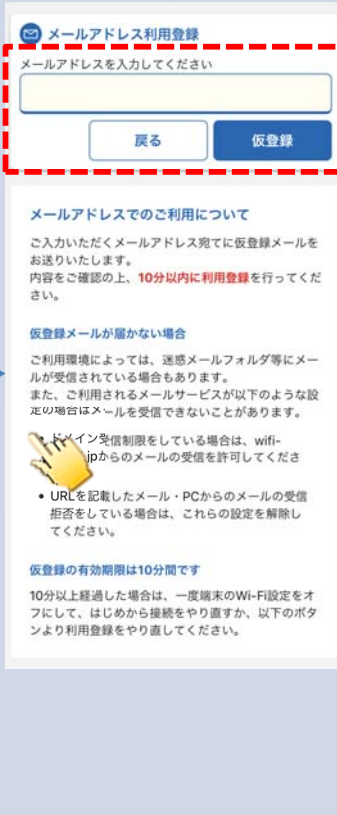 メールアドレス利用登録
メールアドレスを入力してください
戻る
仮登録
メールアドレスでのご利用について
ご入力いただくメールアドレス宛てに仮登録メールを
お送りいたします。
内容をご確認の上、10分以内に利用登録を行ってくだ
さい。
仮登録メールが届かない場合
ご利用環境によっては、迷惑メールフォルダ等にメー
ルが受信されている場合もあります。
また、ご利用されるメールサービスが以下のような設
定の場合はメールを受信できないことがあります。
• ドメイン受信制限をしている場合は、wifi-
jpからのメールの受信を許可してくださ
• URLを記載したメール・PCからのメールの受信
拒否をしている場合は、これらの設定を解除し
てください。
仮登録の有効期限は10分間です
10分以上経過した場合は、一度端末のWi-Fi設定をオ
フにして、はじめから接続をやり直すか、以下のボタ
ンより利用登録をやり直してください。